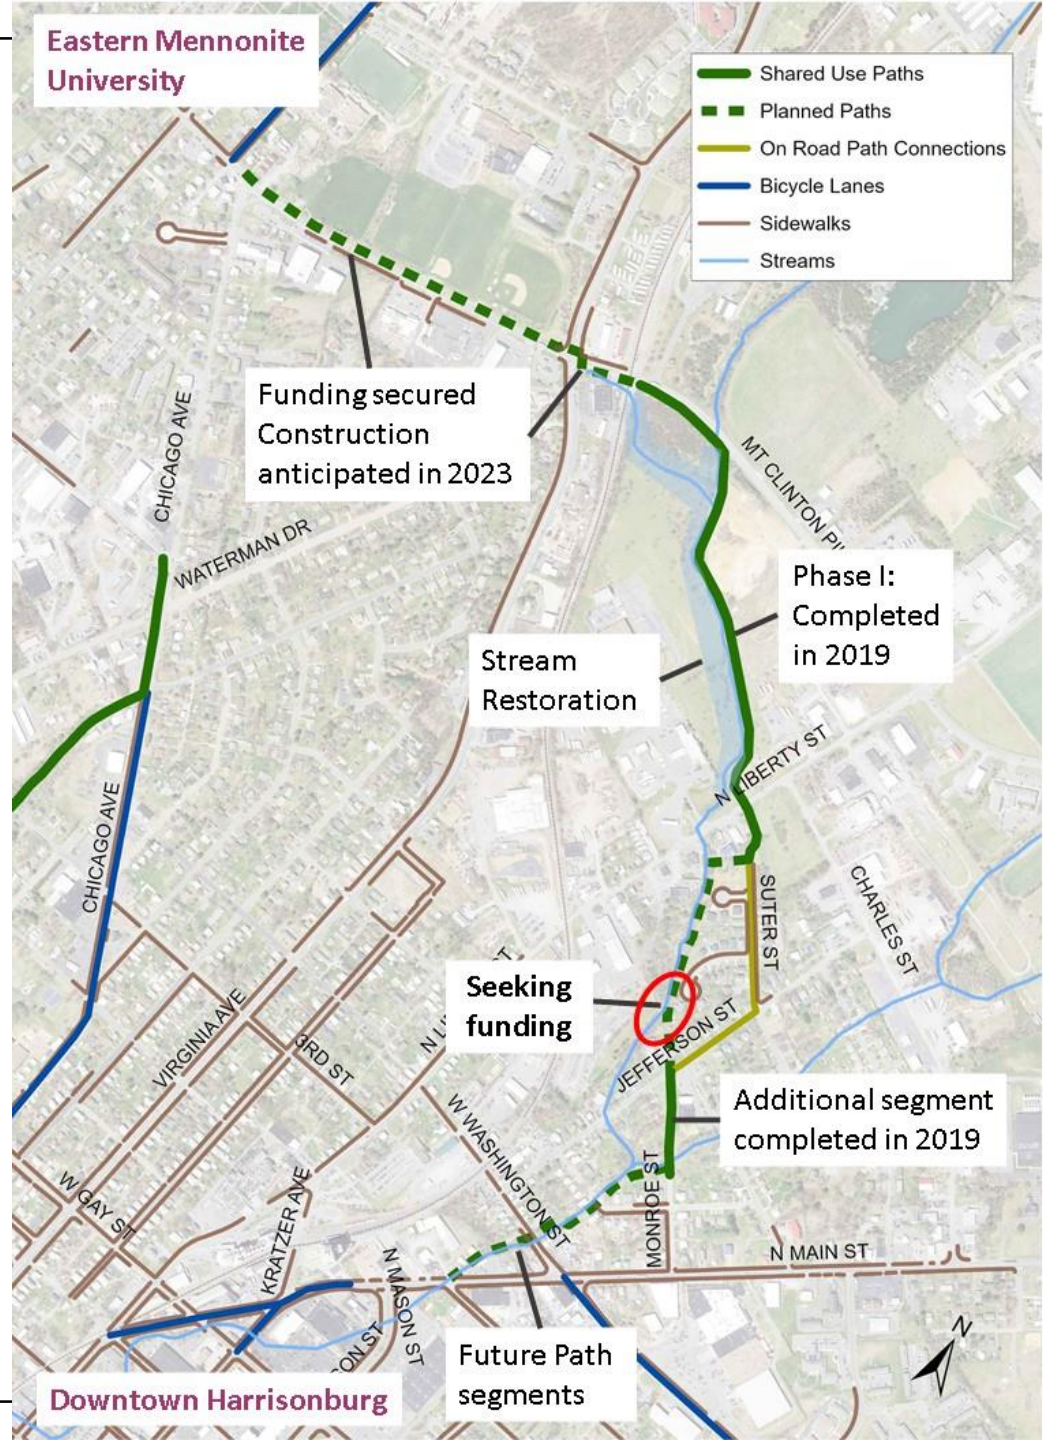 Eastern Mennonite
University
Shared Use Paths
Planned Paths
On Road Path Connections
Bicycle Lanes
Sidewalks
Streams
Funding secured
Construction
anticipated in 2023
CHICAGO AVE
WATERMAN DR
MT CLINTON
Phase I:
Completed
in 2019
Stream
Restoration
N LIBERTY ST
CHICAGO AVE
SUTER ST
CHARLES ST
Seeking
funding
VIRGINIA AVE
3RD ST
JEFFERSON ST
W WASHINGTON ST
Additional segment
completed in 2019
W GAY ST
KRATZER AVE
N MASON ST
MONROE ST
N MAIN ST
N
Future Path
segments
Downtown Harrisonburg